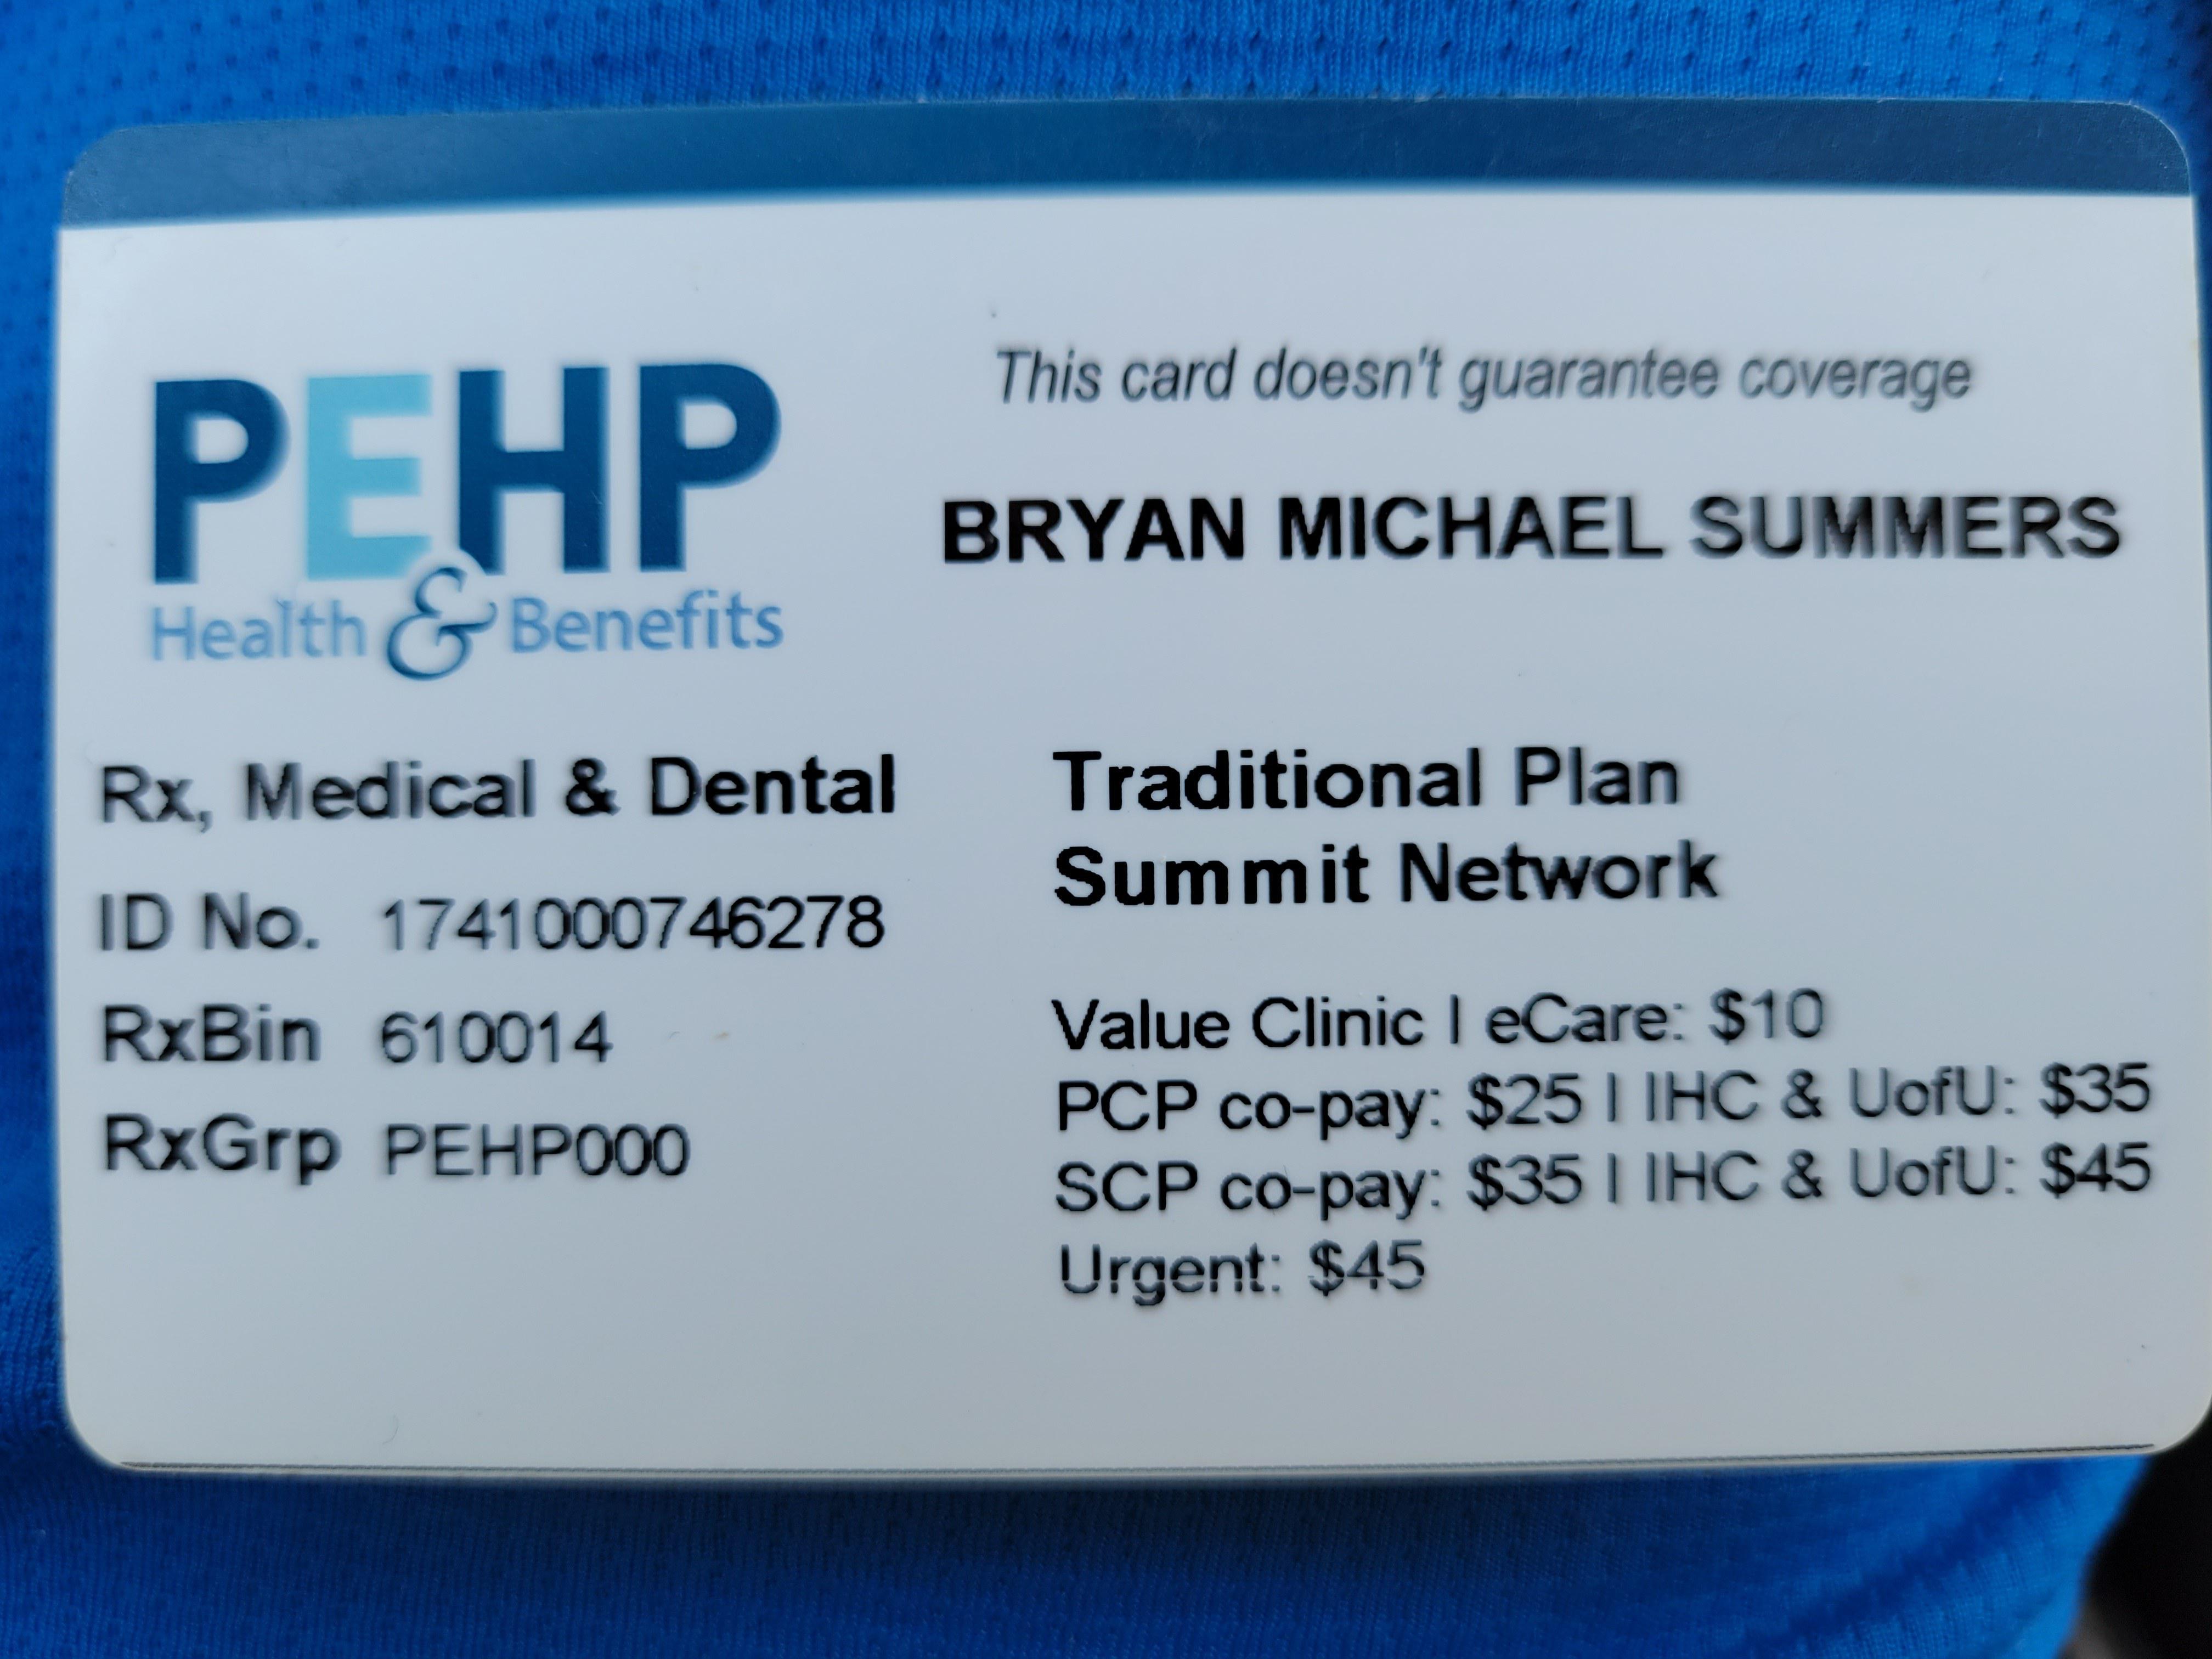 PEHP
Health & Benefits
This card doesn't guarantee coverage
BRYAN MICHAEL SUMMERS
Rx, Medical & Dental
ID No. 1741000746278
RxBin 610014
RxGrp PEHP000
Traditional Plan
Summit Network
Value Clinic | eCare: $10
PCP co-pay: $25 | IHC & UofU: $35
SCP co-pay: $35 | IHC & UofU: $45
Urgent: $45